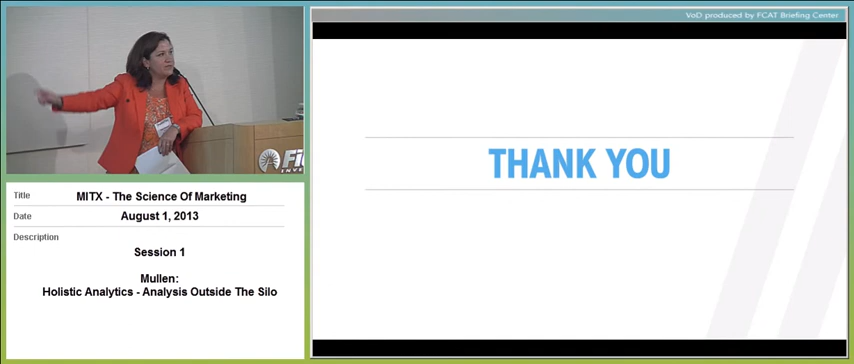 VoD produced by FCAT Briefing Center
THANK YOU
Title MITX - The Science Of Marketing
Date August 1, 2013
Description
Session 1
Mullen:
Holistic Analytics - Analysis Outside The Silo